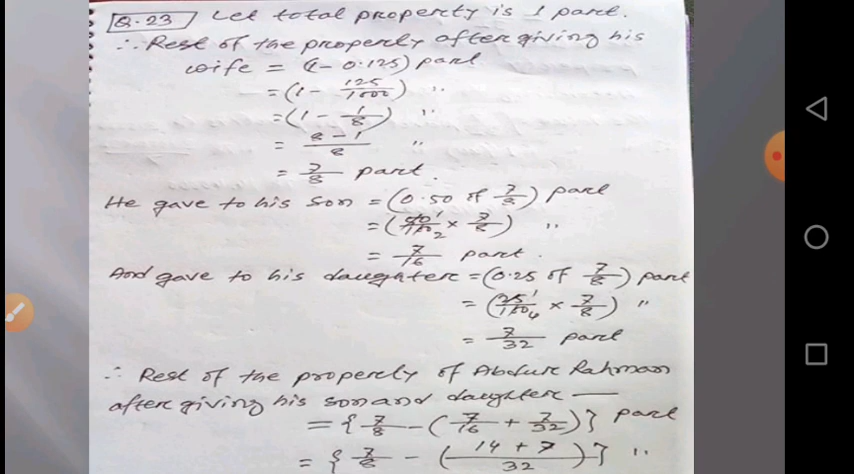 Q.23 Let total property is 1 part.
∴ Rest of the property after giving his
wife = (1 - 0.125) part
= (1 - 125/1000) "
= (1 - 1/8) "
= 8 - 1/8 "
= 7/8 part.
He gave to his son = (0.50 of 7/8) part
= (50 1/100 2 × 7/8) "
= 7/16 part.
And gave to his daughter = (0.25 of 7/8) part
= (25 1/100 4 × 7/8) "
= 7/32 part
∴ Rest of the property of Abdur Rahman
after giving his son and daughter —
= {7/8 - (7/16 + 7/32)} part
= {7/8 - (14 + 7/32)} "